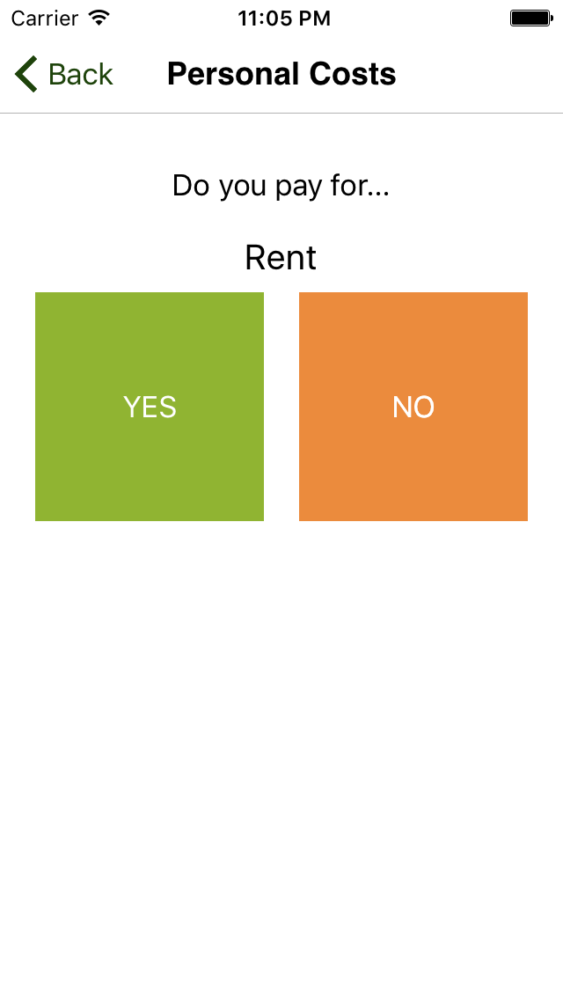 Carrier 11:05 PM
Back Personal Costs
Do you pay for...
Rent
YES NO